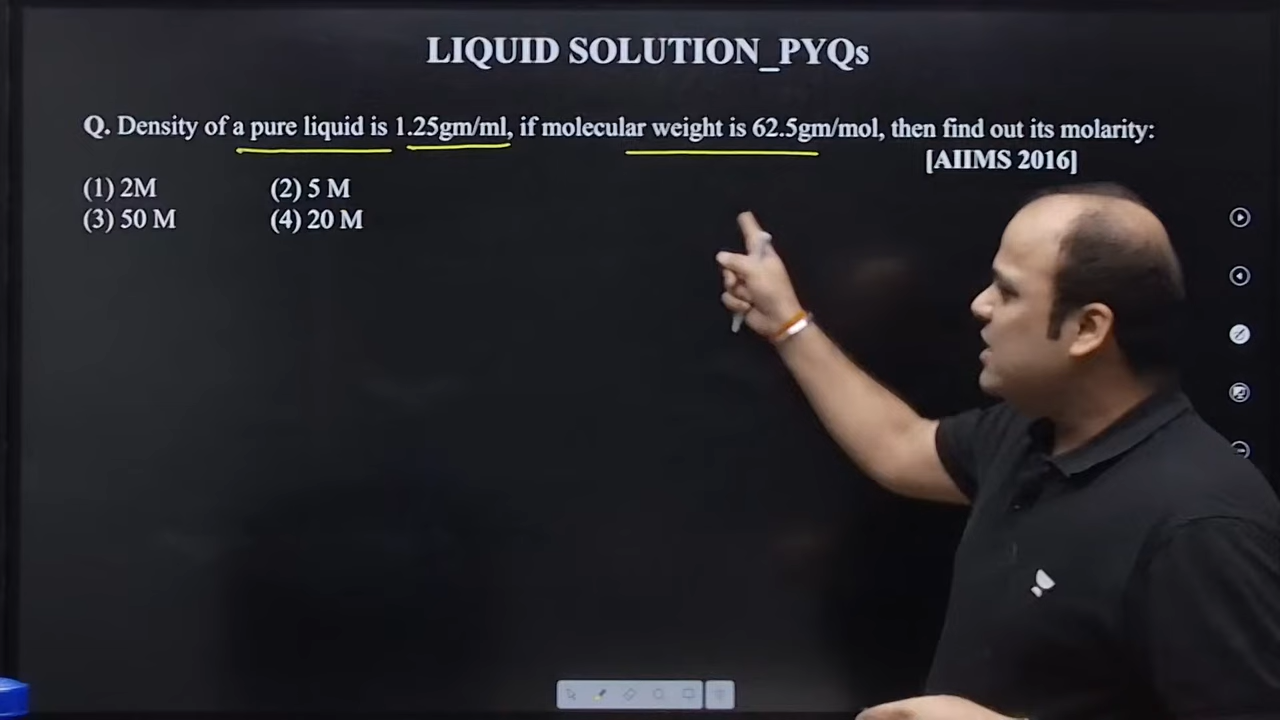 LIQUID SOLUTION_PYQs
Q. Density of a pure liquid is 1.25gm/ml, if molecular weight is 62.5gm/mol, then find out its molarity:
[AIIMS 2016]
(1) 2M (2) 5 M
(3) 50 M (4) 20 M